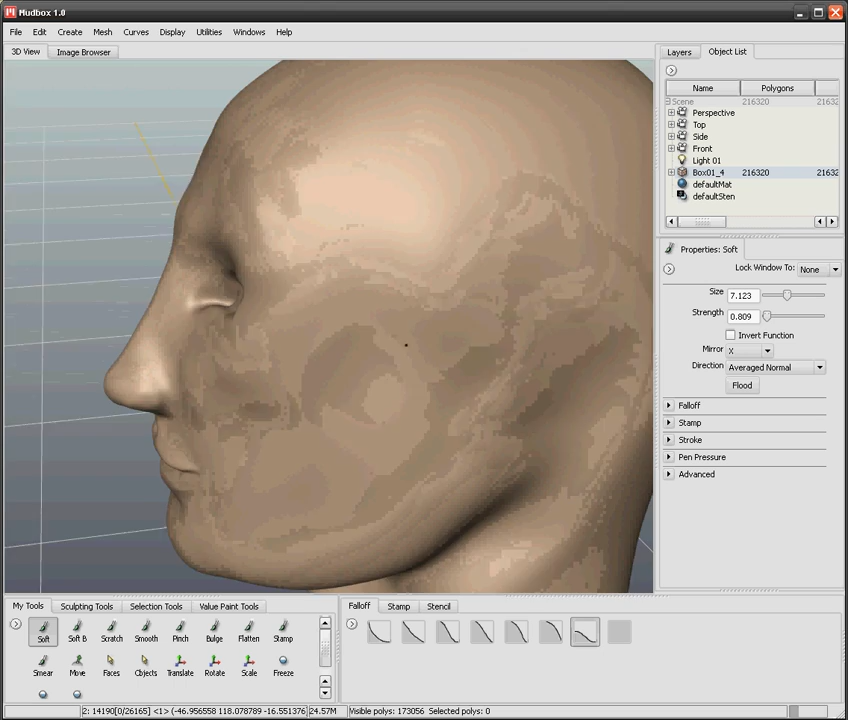 Mudbox 1.0
File Edit Create Mesh Curves Display Utilities Windows Help
3D View Image Browser
Layers Object List
Name Polygons
Scene 216320 21632
Perspective
Top
Side
Front
Light 01
Box01_4 216320 21632
defaultMat
defaultSten
Properties: Soft
Lock Window To: None
Size 7.123
Strength 0.809
Invert Function
Mirror X
Direction Averaged Normal
Flood
Falloff
Stamp
Stroke
Pen Pressure
Advanced
My Tools Sculpting Tools Selection Tools Value Paint Tools
Soft Soft B Scratch Smooth Pinch Bulge Flatten Stamp
Smear Move Faces Objects Translate Rotate Scale Freeze
Falloff Stamp Stencil
2: 14190[0/26165] <1> (-46.956558 118.078789 -16.551376 24.57M Visible polys: 173056 Selected polys: 0